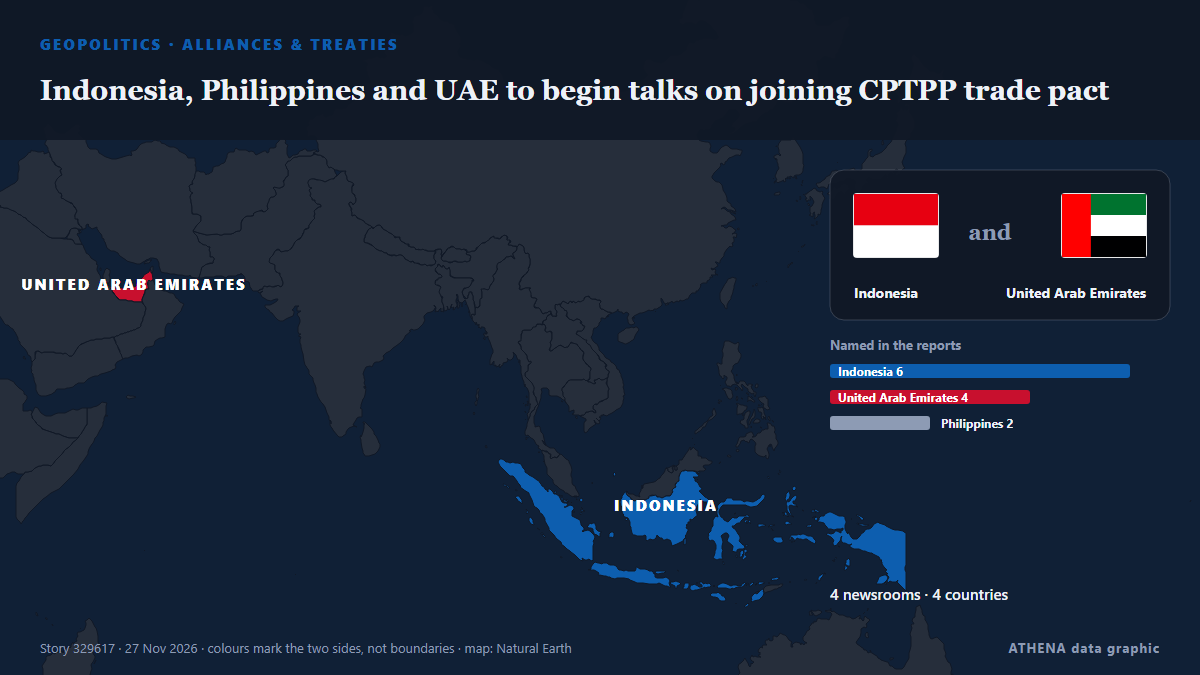 GEOPOLITICS · ALLIANCES & TREATIES
Indonesia, Philippines and UAE to begin talks on joining CPTPP trade pact
UNITED ARAB EMIRATES
INDONESIA
and
Indonesia
United Arab Emirates
Named in the reports
Indonesia 6
United Arab Emirates 4
Philippines 2
4 newsrooms · 4 countries
Story 329617 · 27 Nov 2026 · colours mark the two sides, not boundaries · map: Natural Earth
ATHENA data graphic